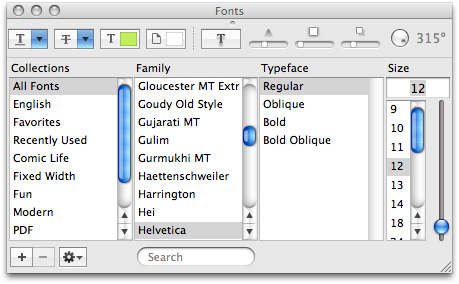 Fonts
T T T T 315°
Collections Family Typeface Size
All Fonts
English
Favorites
Recently Used
Comic Life
Fixed Width
Fun
Modern
PDF
Gloucester MT Extr
Goudy Old Style
Gujarati MT
Gulim
Gurmukhi MT
Haettenschweiler
Harrington
Hei
Helvetica
Regular
Oblique
Bold
Bold Oblique
12
9
10
11
12
13
14
18
24
Search